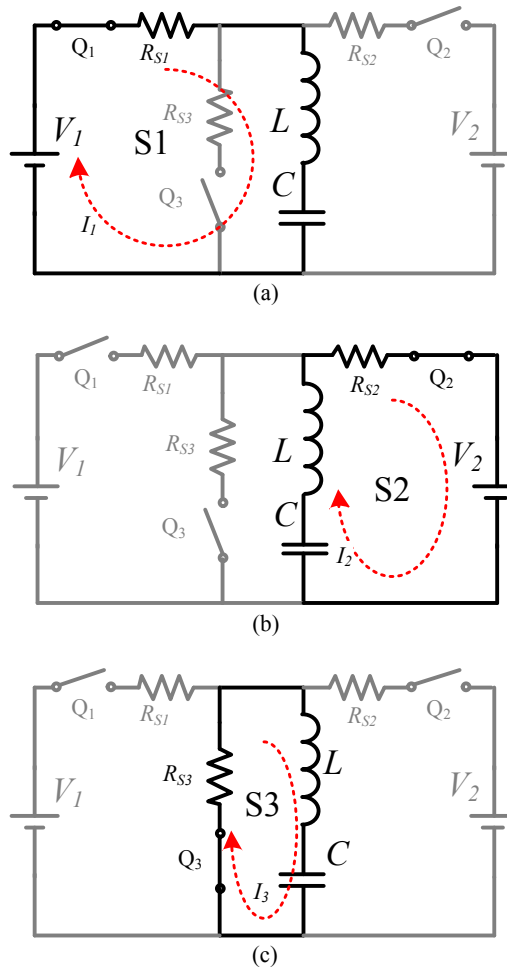 Q1 RS1 RS2 Q2
V1 S1 RS3 L V2
Q3 C
I1
(a)
Q1 RS1 RS2 Q2
V1 RS3 L V2
Q3 C S2
I2
(b)
Q1 RS1 RS2 Q2
V1 RS3 S3 L V2
Q3 C
I3
(c)